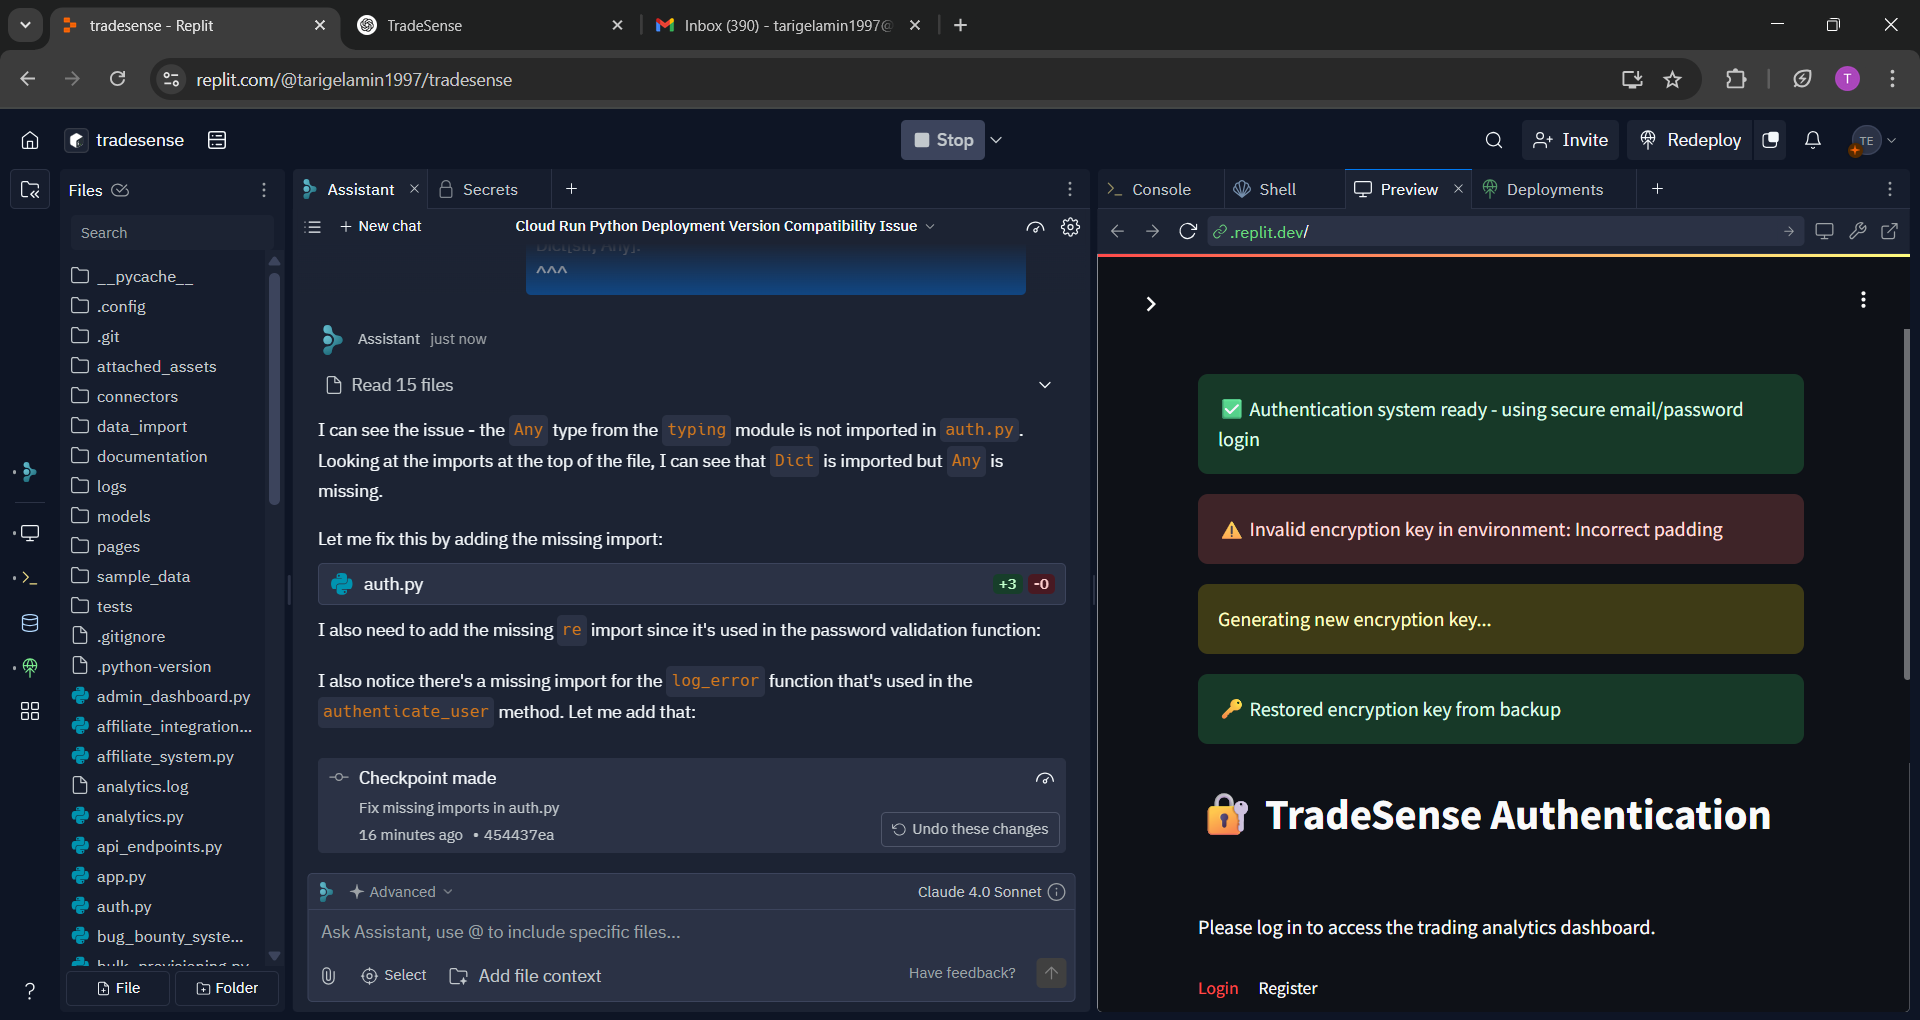 tradesense - Replit
TradeSense
Inbox (390) - tarigelamin1997@
replit.com/@tarigelamin1997/tradesense
T
tradesense
Stop
Invite
Redeploy
TE
Files
Search
__pycache__
.config
.git
attached_assets
connectors
data_import
documentation
logs
models
pages
sample_data
tests
.gitignore
.python-version
admin_dashboard.py
affiliate_integration...
affiliate_system.py
analytics.log
analytics.py
api_endpoints.py
app.py
auth.py
bug_bounty_syste...
bulk_provisioning.py
File
Folder
Assistant
Secrets
New chat
Cloud Run Python Deployment Version Compatibility Issue
Dict[str, Any]:
^^^
Assistant just now
Read 15 files
I can see the issue - the Any type from the typing module is not imported in auth.py.
Looking at the imports at the top of the file, I can see that Dict is imported but Any is
missing.
Let me fix this by adding the missing import:
auth.py +3 -0
I also need to add the missing re import since it's used in the password validation function:
I also notice there's a missing import for the log_error function that's used in the
authenticate_user method. Let me add that:
Checkpoint made
Fix missing imports in auth.py
16 minutes ago • 454437ea
Undo these changes
Advanced
Claude 4.0 Sonnet
Ask Assistant, use @ to include specific files...
Select
Add file context
Have feedback?
Console
Shell
Preview
Deployments
.replit.dev/
✅ Authentication system ready - using secure email/password
login
⚠️ Invalid encryption key in environment: Incorrect padding
Generating new encryption key...
🔑 Restored encryption key from backup
🔐 TradeSense Authentication
Please log in to access the trading analytics dashboard.
Login
Register